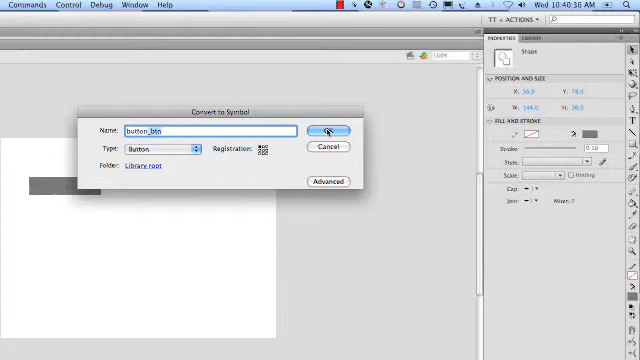 Commands Control Debug Window Help Wed 10:40:36 AM
TT + ACTIONS
100%
PROPERTIES LIBRARY
Shape
Convert to Symbol
POSITION AND SIZE
X: 36.0 Y: 78.0
W: 144.0 H: 36.0
Name: button_btn OK
FILL AND STROKE
Type: Button Registration: Cancel
Stroke: 0.10
Folder: Library root
Style:
Scale: Hinting
Advanced
Cap:
Join: Miter: